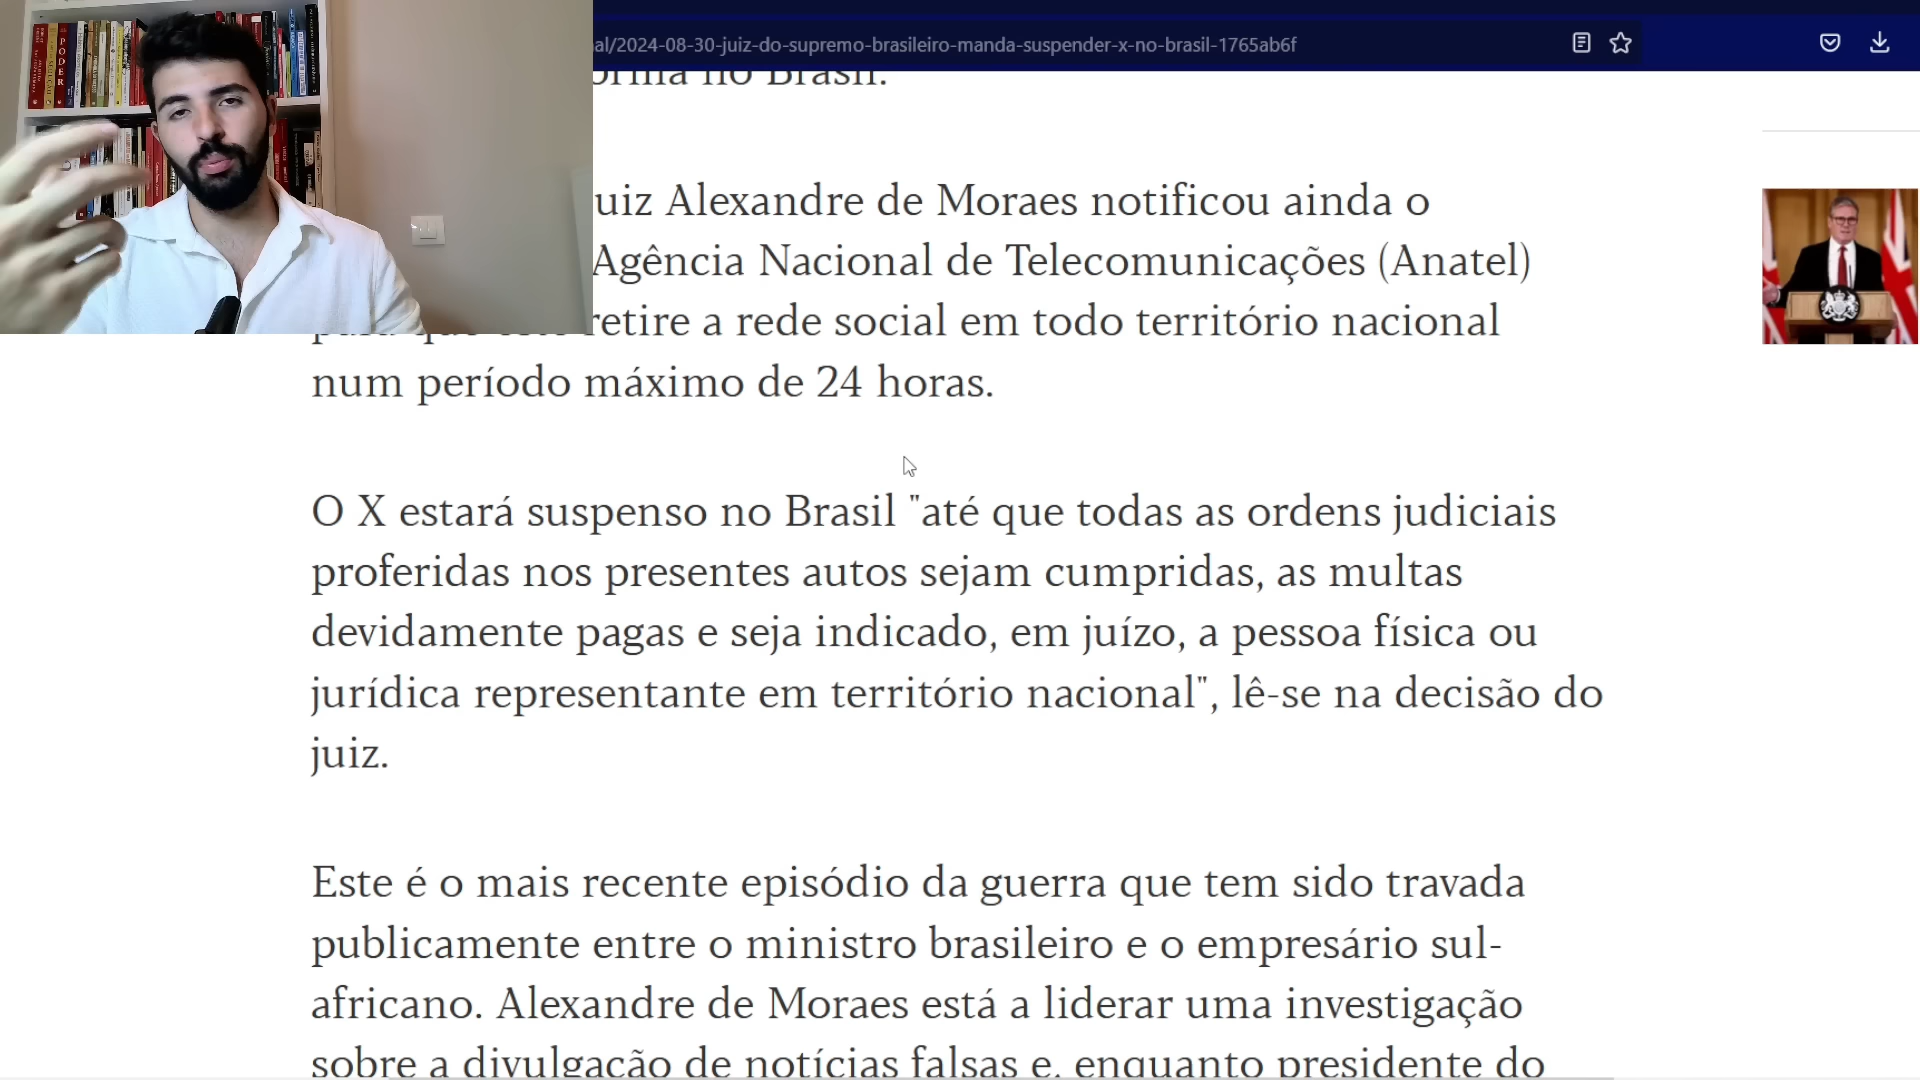 PODER
al/2024-08-30-juiz-do-supremo-brasileiro-manda-suspender-x-no-brasil-1765ab6f
no Brasil.
uiz Alexandre de Moraes notificou ainda o
Agência Nacional de Telecomunicações (Anatel)
retire a rede social em todo território nacional
num período máximo de 24 horas.
O X estará suspenso no Brasil "até que todas as ordens judiciais
proferidas nos presentes autos sejam cumpridas, as multas
devidamente pagas e seja indicado, em juízo, a pessoa física ou
jurídica representante em território nacional", lê-se na decisão do
juiz.
Este é o mais recente episódio da guerra que tem sido travada
publicamente entre o ministro brasileiro e o empresário sul-
africano. Alexandre de Moraes está a liderar uma investigação
sobre a divulgação de notícias falsas e, enquanto presidente do